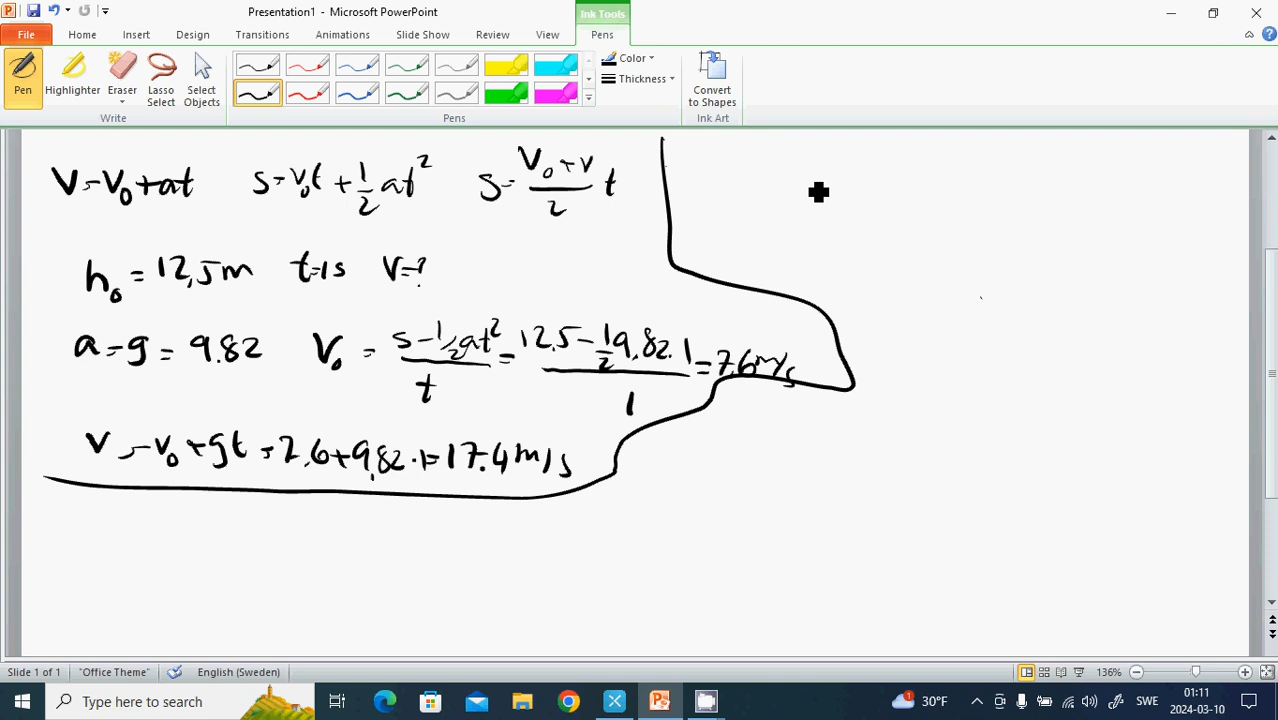 Presentation1 - Microsoft PowerPoint
Ink Tools
File Home Insert Design Transitions Animations Slide Show Review View Pens
Pen
Highlighter
Eraser
Lasso Select
Select Objects
Color
Thickness
Convert to Shapes
Write
Pens
Ink Art
V=V₀+at s=V₀t+½at² s=(V₀+V)/2 t
h₀=12,5m t=1s V=?
a=g=9.82 V₀=(s-½at²)/t=(12.5-½9,82.1)/1=7.6m/s
V=V₀+gt=7.6+9,82.1=17.4m/s
Slide 1 of 1 "Office Theme" English (Sweden) 136%
Type here to search
30°F
SWE
01:11
2024-03-10